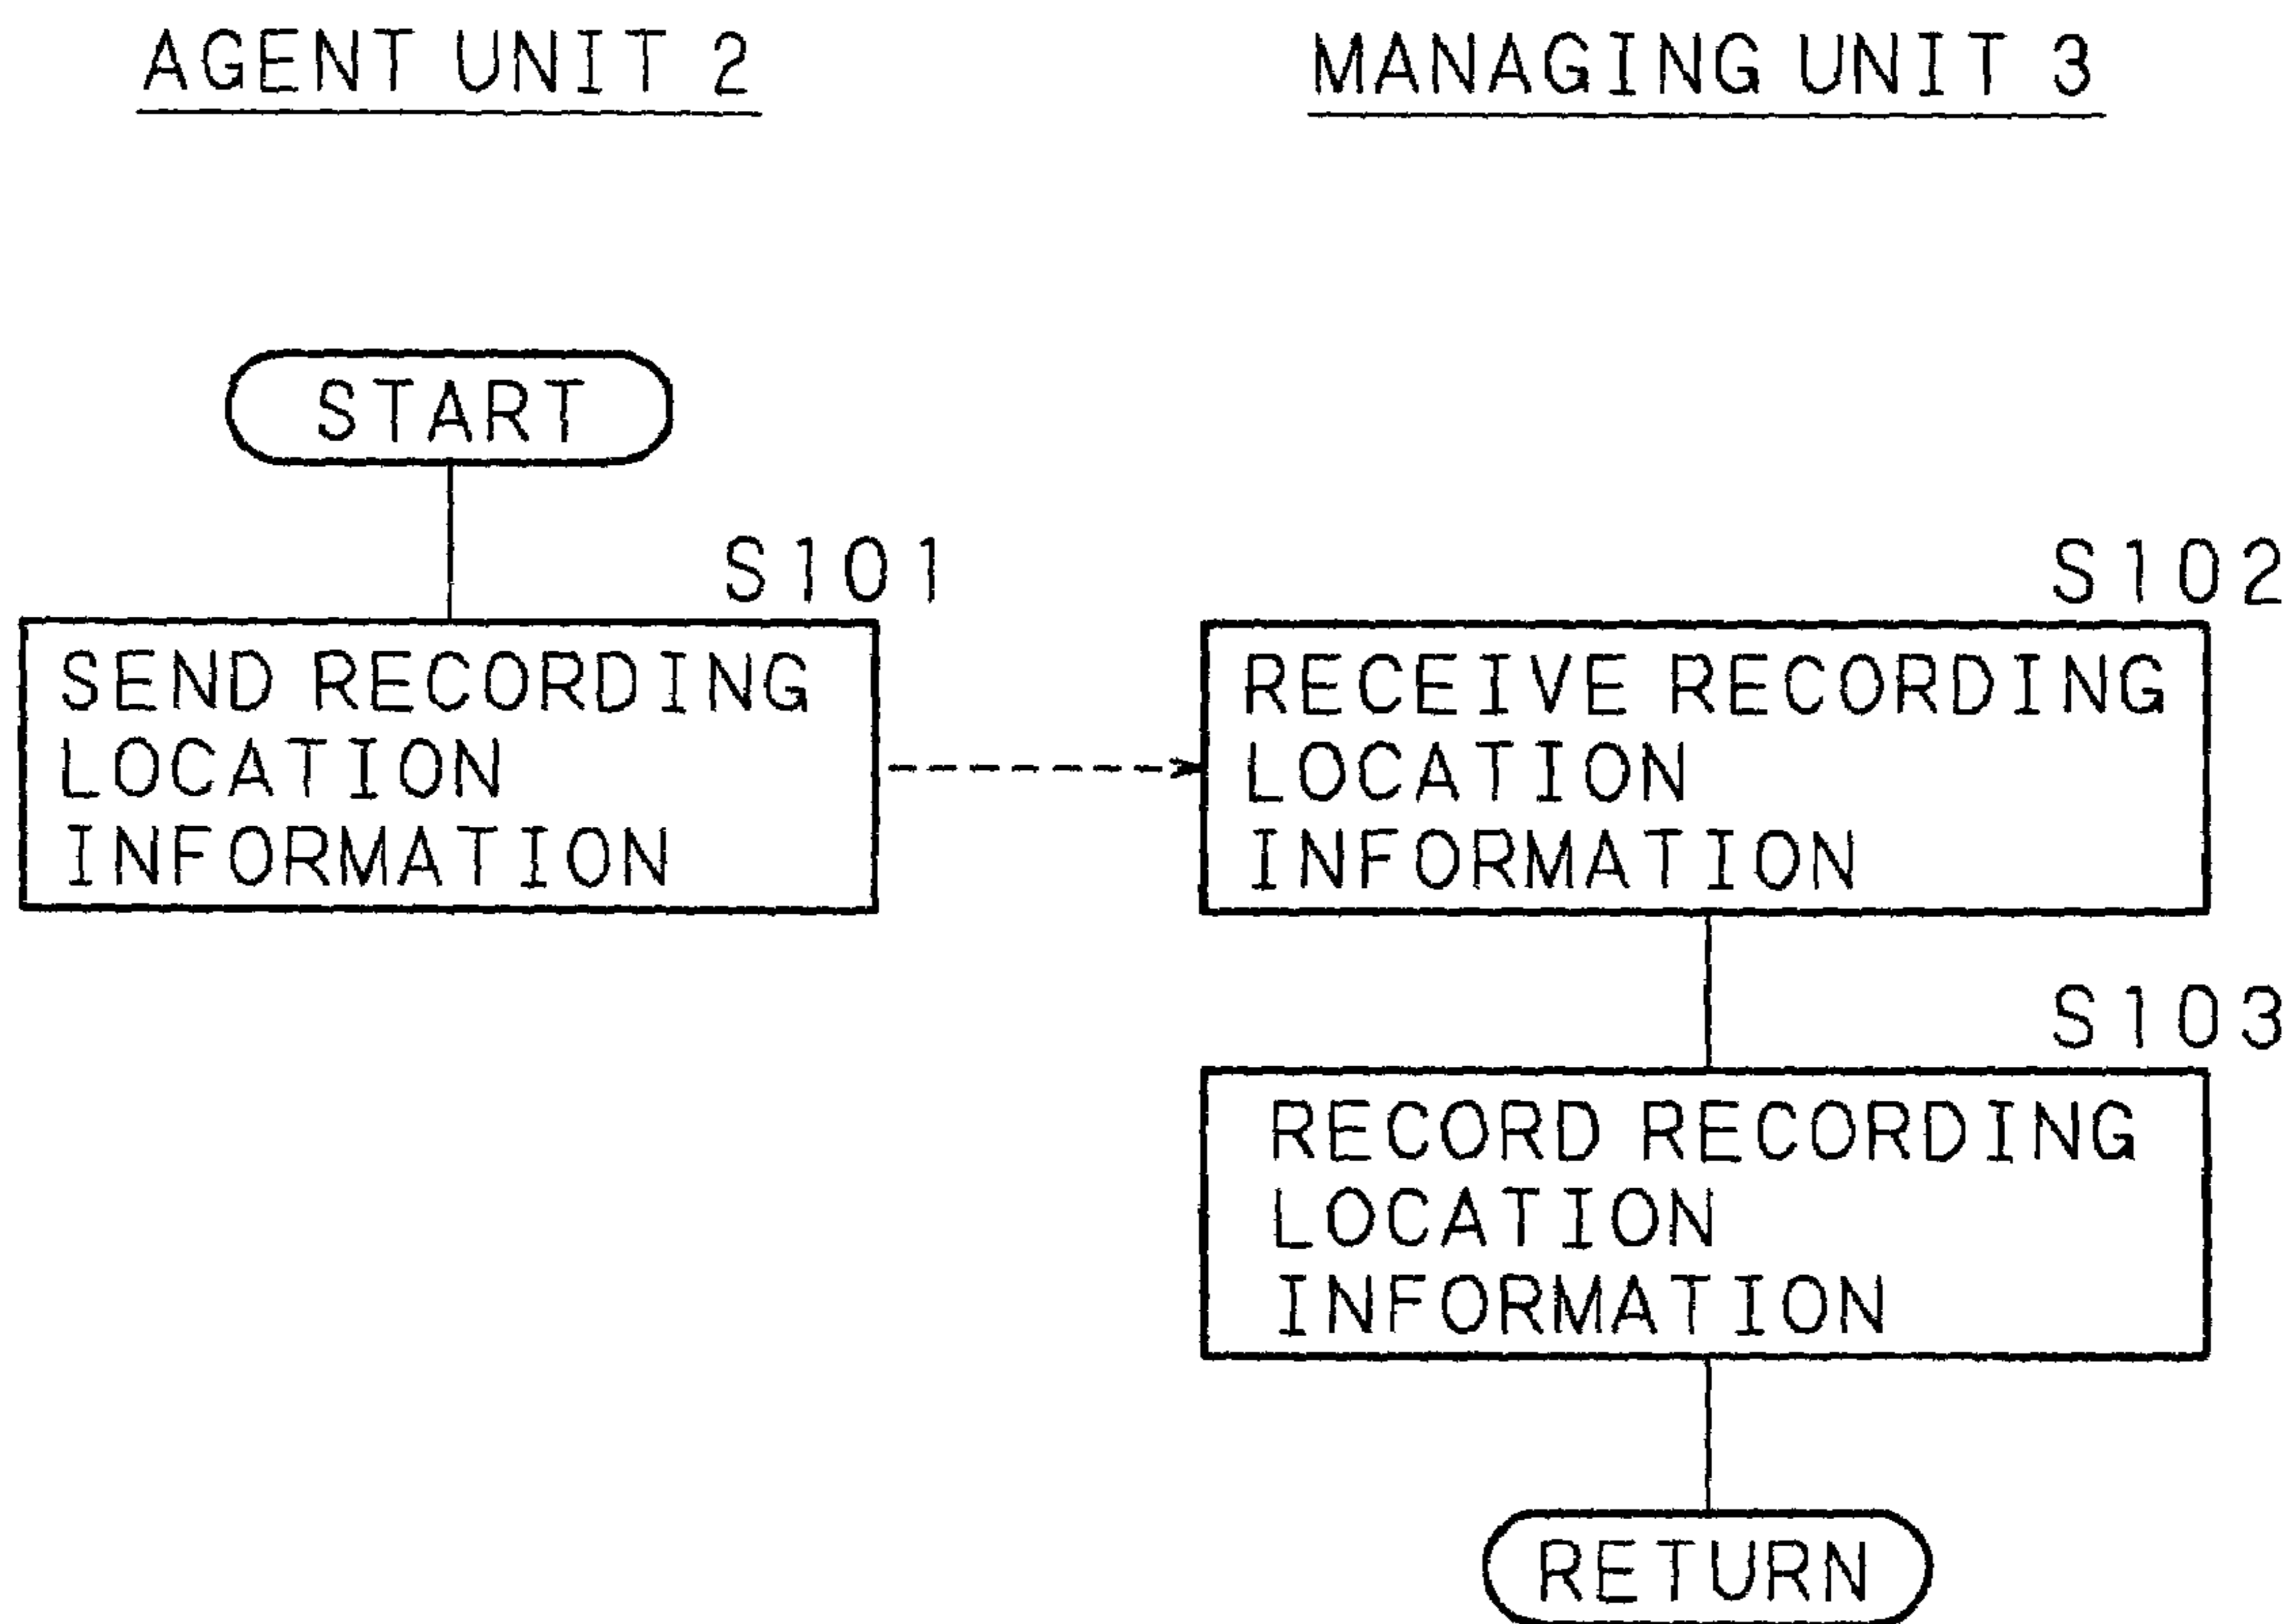 AGENT UNIT 2
MANAGING UNIT 3
START
S101
SEND RECORDING
LOCATION
INFORMATION
S102
RECEIVE RECORDING
LOCATION
INFORMATION
S103
RECORD RECORDING
LOCATION
INFORMATION
RETURN